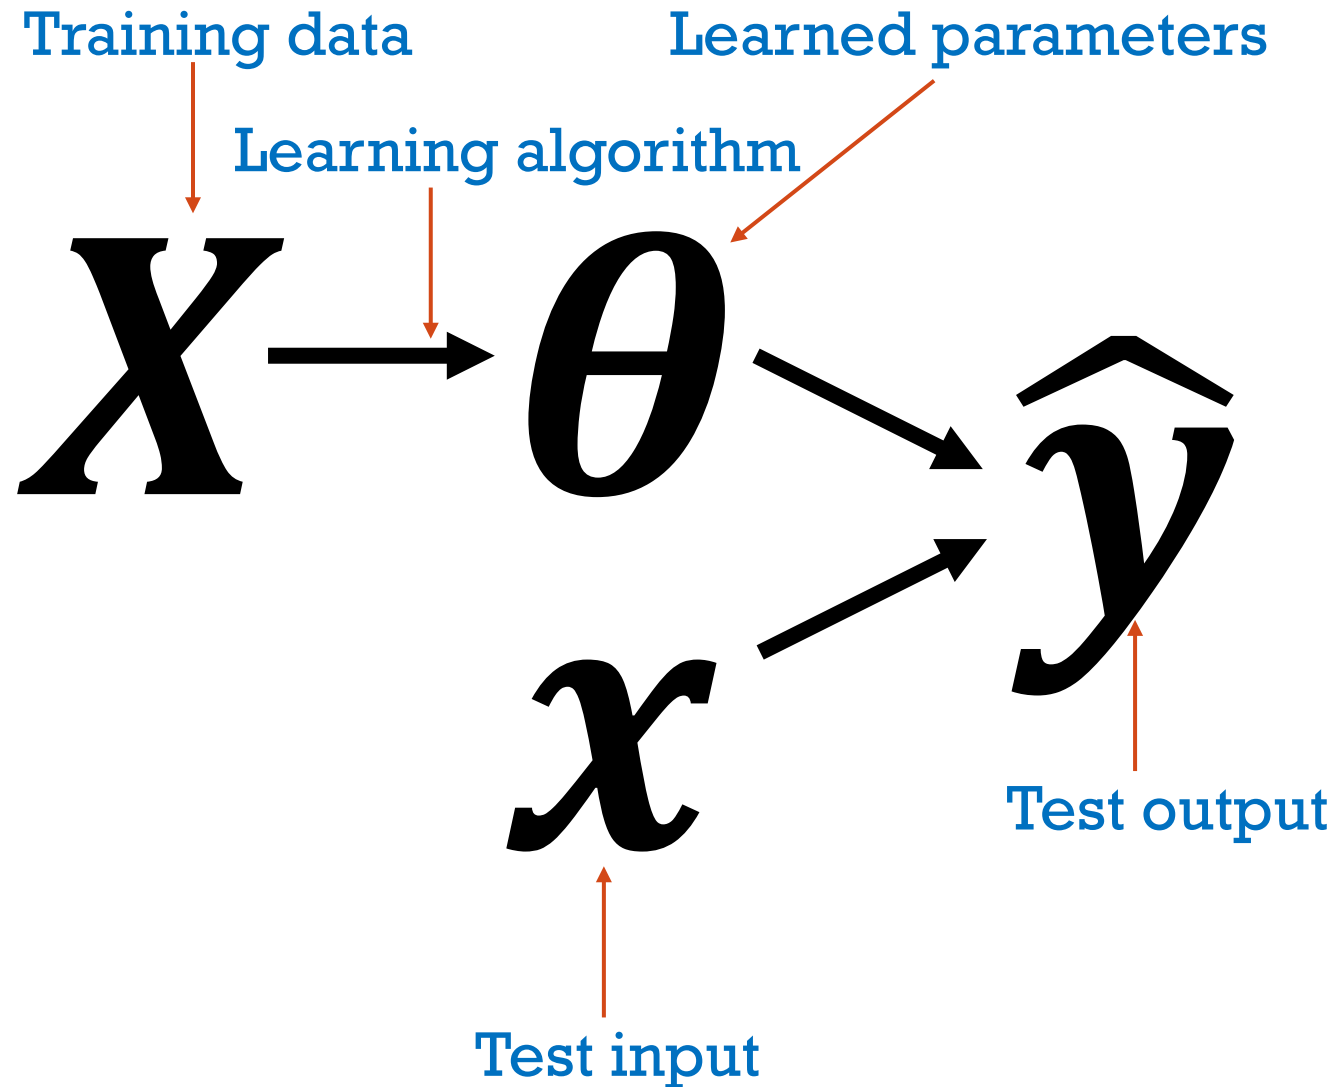 Training data
Learned parameters
Learning algorithm
X
θ
ŷ
x
Test output
Test input